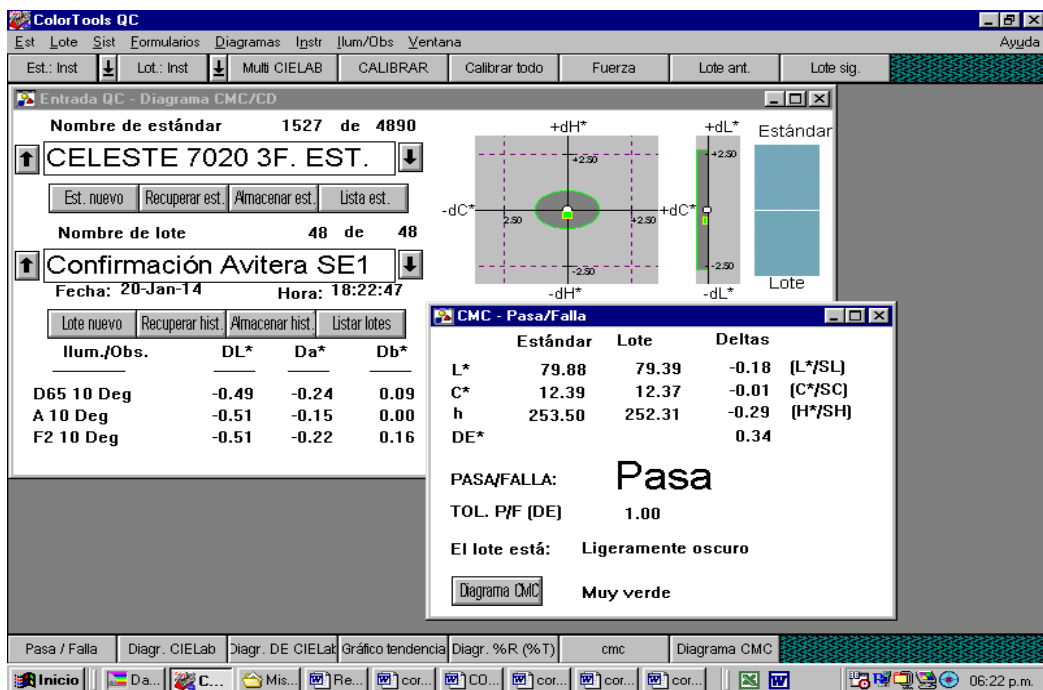 ColorTools QC
Est Lote Sist Formularios Diagramas Instr Ilum/Obs Ventana Ayuda
Est.: Inst Lot.: Inst Multi CIELAB CALIBRAR Calibrar todo Fuerza Lote ant. Lote sig.
Entrada QC - Diagrama CMC/CD
Nombre de estándar 1527 de 4890
CELESTE 7020 3F. EST.
Est. nuevo Recuperar est. Almacenar est. Lista est.
Nombre de lote 48 de 48
Confirmación Avitera SE1
Fecha: 20-Jan-14 Hora: 18:22:47
Lote nuevo Recuperar hist. Almacenar hist. Listar lotes
Ilum./Obs. DL* Da* Db*
D65 10 Deg -0.49 -0.24 0.09
A 10 Deg -0.51 -0.15 0.00
F2 10 Deg -0.51 -0.22 0.16
+dH*
+2.50
-dC* 2.50 +2.50 +dC*
-2.50
-dH*
+dL*
+2.50
-2.50
-dL*
Estándar
Lote
CMC - Pasa/Falla
Estándar Lote Deltas
L* 79.88 79.39 -0.18 (L*/SL)
C* 12.39 12.37 -0.01 (C*/SC)
h 253.50 252.31 -0.29 (H*/SH)
DE* 0.34
PASA/FALLA: Pasa
TOL. P/F (DE) 1.00
El lote está: Ligeramente oscuro
Diagrama CMC Muy verde
Pasa / Falla Diagr. CIELab Diagr. DE CIELab Gráfico tendencia Diagr. %R (%T) cmc Diagrama CMC
Inicio Da... C... Mis... Re... cor... CO... cor... cor... cor... 06:22 p.m.